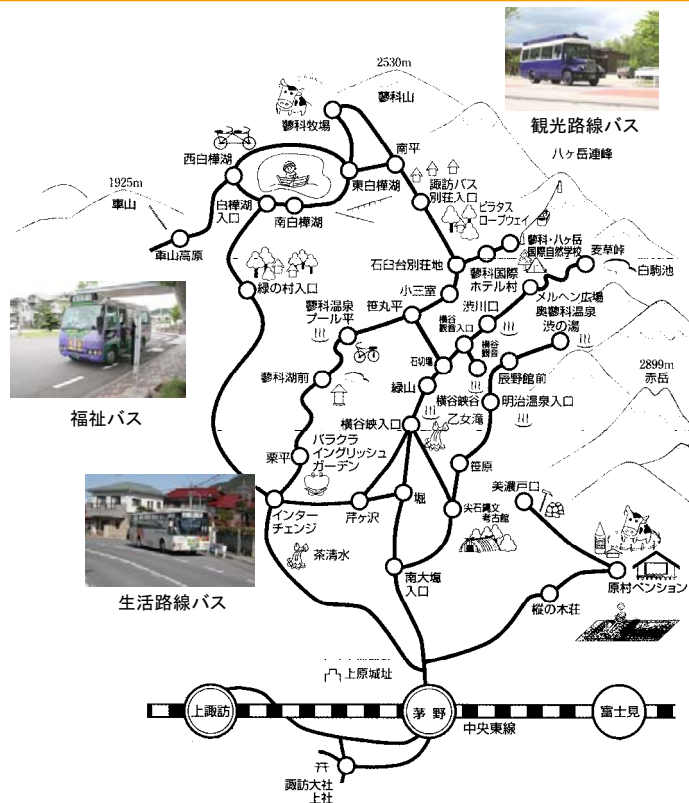 2530m
蓼科山
観光路線バス
八ヶ岳連峰
蓼科牧場
南平
西白樺湖
東白樺湖
諏訪バス
別荘入口
1925m
車山
白樺湖
入口
南白樺湖
ピラタス
ロープウェイ
車山高原
石臼台別荘地
蓼科・八ヶ岳
国際自然学校
麦草峠
白駒池
緑の村入口
小三室
蓼科国際
ホテル村
メルヘン広場
奥蓼科温泉
渋の湯
蓼科温泉
プール平
笹丸平
渋川口
横谷
観音入口
横谷
観音
福祉バス
石切場
辰野館前
2899m
赤岳
蓼科湖前
緑山
横谷峡谷
明治温泉入口
横谷峡入口
乙女滝
栗平
バラクラ
イングリッシュ
ガーデン
笹原
美濃戸口
インター
チェンジ
芹ヶ沢
堀
尖石縄文
考古館
茶清水
南大塩
入口
原村ペンション
樅の木荘
生活路線バス
上原城址
上諏訪
茅野
富士見
中央東線
諏訪大社
上社